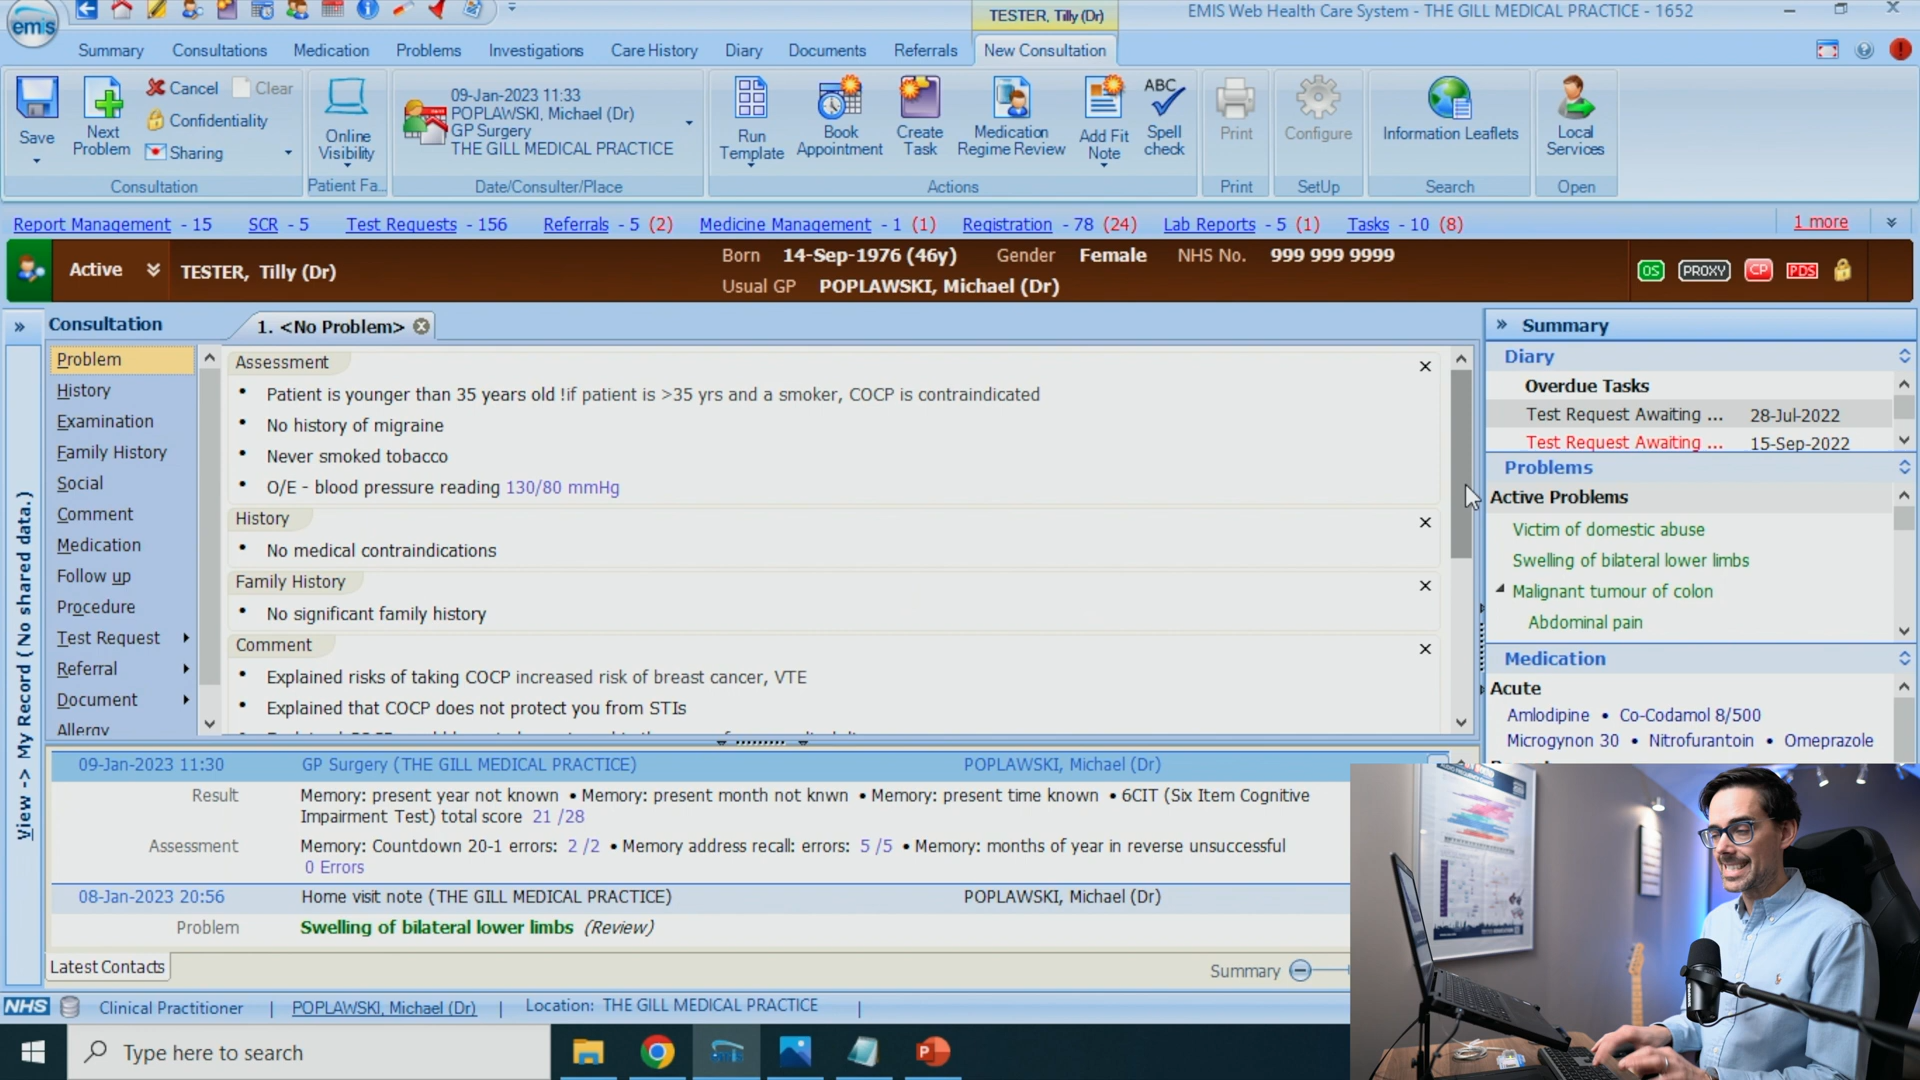 emis
TESTER, Tilly (Dr)
EMIS Web Health Care System - THE GILL MEDICAL PRACTICE - 1652
Summary Consultations Medication Problems Investigations Care History Diary Documents Referrals New Consultation
Save
Next Problem
Cancel Clear
Confidentiality
Sharing
Consultation
Online Visibility
Patient Fa...
09-Jan-2023 11:33
POPLAWSKI, Michael (Dr)
GP Surgery
THE GILL MEDICAL PRACTICE
Date/Consulter/Place
Run Template
Book Appointment
Create Task
Medication Regime Review
Add Fit Note
ABC
Spell check
Actions
Print
Print
Configure
SetUp
Information Leaflets
Search
Local Services
Open
Report Management - 15 SCR - 5 Test Requests - 156 Referrals - 5 (2) Medicine Management - 1 (1) Registration - 78 (24) Lab Reports - 5 (1) Tasks - 10 (8) 1 more
Active TESTER, Tilly (Dr)
Born 14-Sep-1976 (46y) Gender Female NHS No. 999 999 9999
Usual GP POPLAWSKI, Michael (Dr)
OS PROXY CP PDS
View -> My Record ( No shared data.)
Consultation
Problem
History
Examination
Family History
Social
Comment
Medication
Follow up
Procedure
Test Request
Referral
Document
Allergy
1. <No Problem>
Assessment
• Patient is younger than 35 years old !if patient is >35 yrs and a smoker, COCP is contraindicated
• No history of migraine
• Never smoked tobacco
• O/E - blood pressure reading 130/80 mmHg
History
• No medical contraindications
Family History
• No significant family history
Comment
• Explained risks of taking COCP increased risk of breast cancer, VTE
• Explained that COCP does not protect you from STIs
Summary
Diary
Overdue Tasks
Test Request Awaiting ... 28-Jul-2022
Test Request Awaiting ... 15-Sep-2022
Problems
Active Problems
Victim of domestic abuse
Swelling of bilateral lower limbs
Malignant tumour of colon
Abdominal pain
Medication
Acute
Amlodipine • Co-Codamol 8/500
Microgynon 30 • Nitrofurantoin • Omeprazole
09-Jan-2023 11:30 GP Surgery (THE GILL MEDICAL PRACTICE) POPLAWSKI, Michael (Dr)
Result Memory: present year not known • Memory: present month not knwn • Memory: present time known • 6CIT (Six Item Cognitive
Impairment Test) total score 21 /28
Assessment Memory: Countdown 20-1 errors: 2 /2 • Memory address recall: errors: 5 /5 • Memory: months of year in reverse unsuccessful
0 Errors
08-Jan-2023 20:56 Home visit note (THE GILL MEDICAL PRACTICE) POPLAWSKI, Michael (Dr)
Problem Swelling of bilateral lower limbs (Review)
Latest Contacts
Summary
NHS Clinical Practitioner | POPLAWSKI, Michael (Dr) | Location: THE GILL MEDICAL PRACTICE |
Type here to search
emis